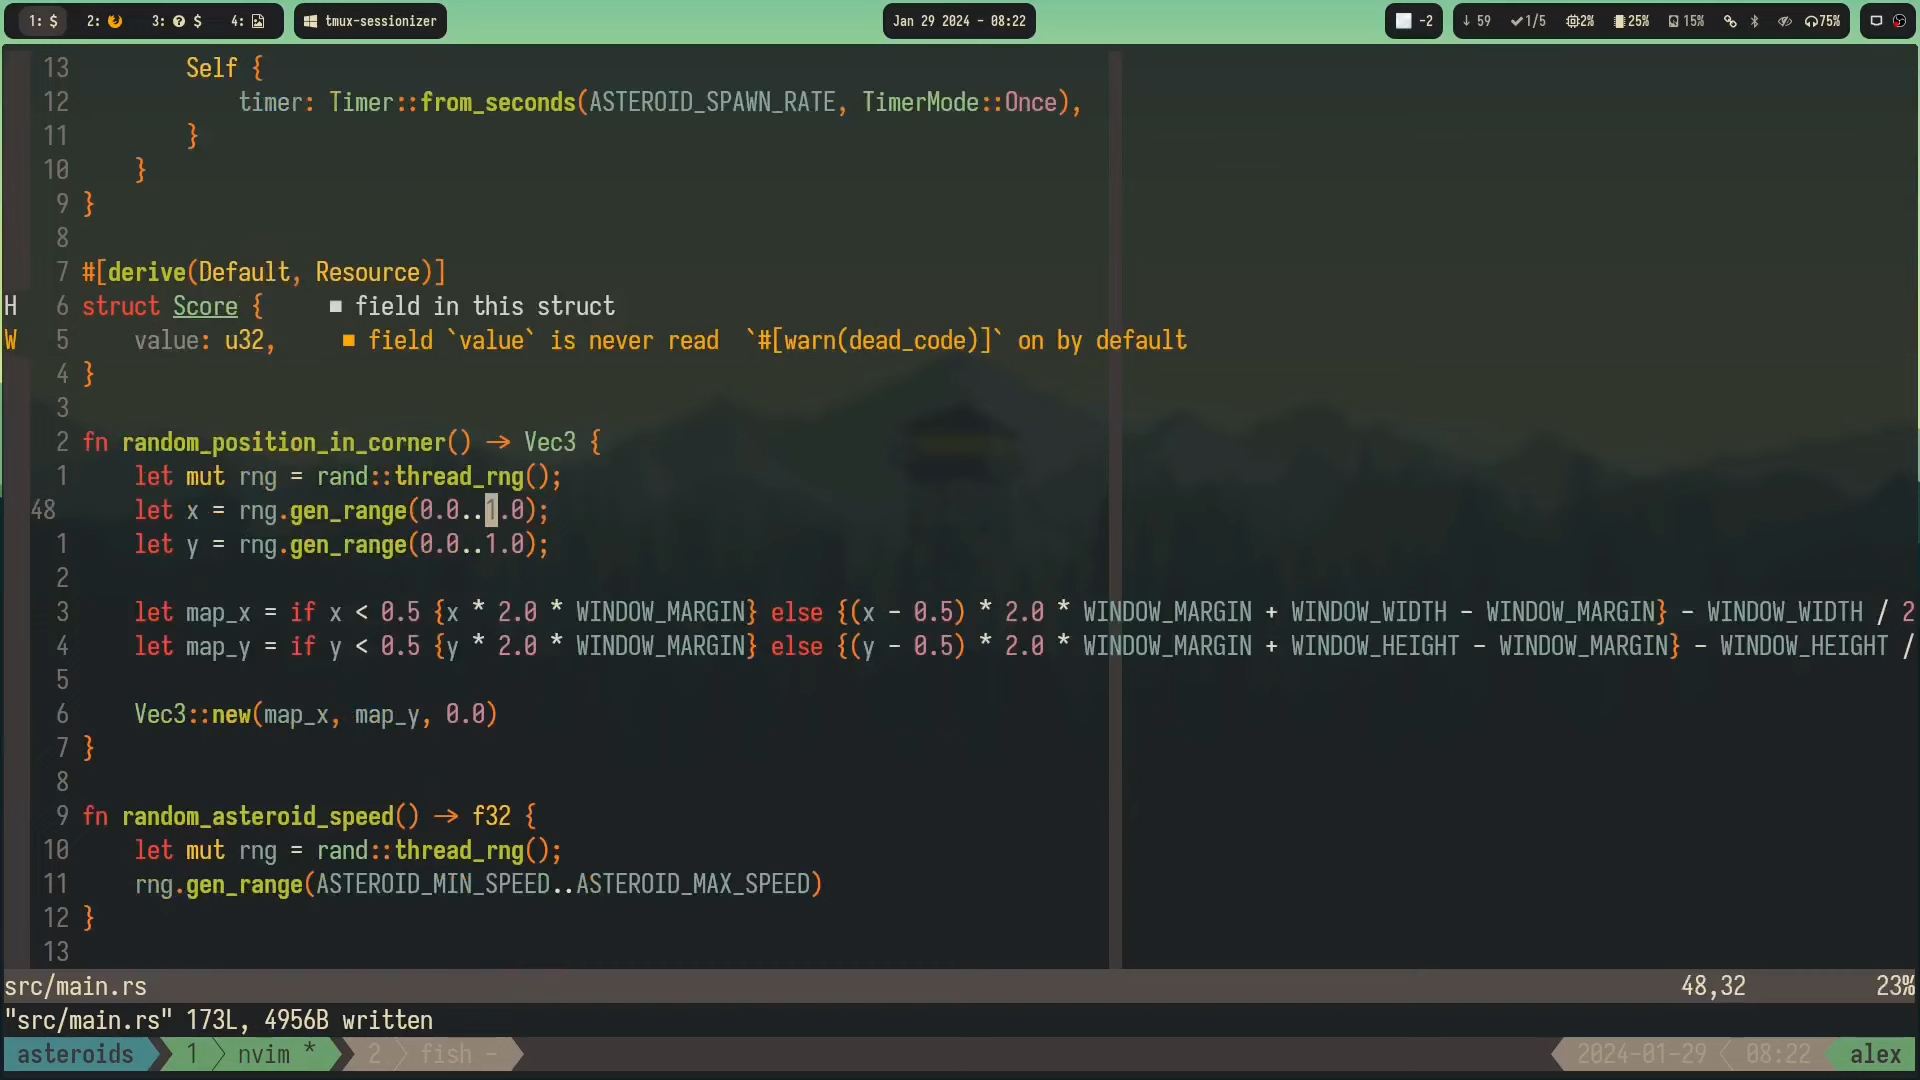 1: $ 2: 3: $ 4: tmux-sessionizer Jan 29 2024 - 08:22 -2 ↓ 59 ✓1/5 2% 25% 15% 75%
13 Self {
12 timer: Timer::from_seconds(ASTEROID_SPAWN_RATE, TimerMode::Once),
11 }
10 }
9 }
8
7 #[derive(Default, Resource)]
H 6 struct Score { ■ field in this struct
W 5 value: u32, ■ field `value` is never read `#[warn(dead_code)]` on by default
4 }
3
2 fn random_position_in_corner() -> Vec3 {
1 let mut rng = rand::thread_rng();
48 let x = rng.gen_range(0.0..1.0);
1 let y = rng.gen_range(0.0..1.0);
2
3 let map_x = if x < 0.5 {x * 2.0 * WINDOW_MARGIN} else {(x - 0.5) * 2.0 * WINDOW_MARGIN + WINDOW_WIDTH - WINDOW_MARGIN} - WINDOW_WIDTH / 2
4 let map_y = if y < 0.5 {y * 2.0 * WINDOW_MARGIN} else {(y - 0.5) * 2.0 * WINDOW_MARGIN + WINDOW_HEIGHT - WINDOW_MARGIN} - WINDOW_HEIGHT /
5
6 Vec3::new(map_x, map_y, 0.0)
7 }
8
9 fn random_asteroid_speed() -> f32 {
10 let mut rng = rand::thread_rng();
11 rng.gen_range(ASTEROID_MIN_SPEED..ASTEROID_MAX_SPEED)
12 }
13
src/main.rs 48,32 23%
"src/main.rs" 173L, 4956B written
asteroids 1 nvim * 2 fish - 2024-01-29 08:22 alex